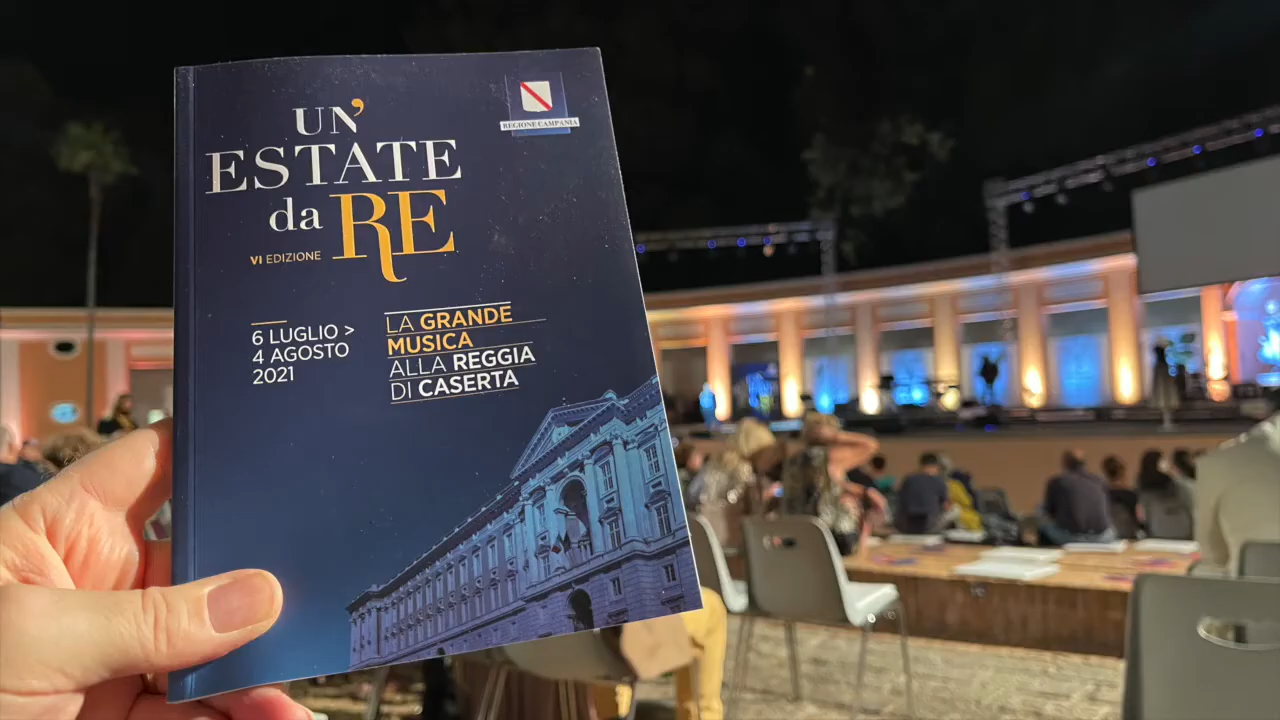 UN'
ESTATE
da RE
VI EDIZIONE
REGIONE CAMPANIA
6 LUGLIO >
4 AGOSTO
2021
LA GRANDE
MUSICA
ALLA REGGIA
DI CASERTA